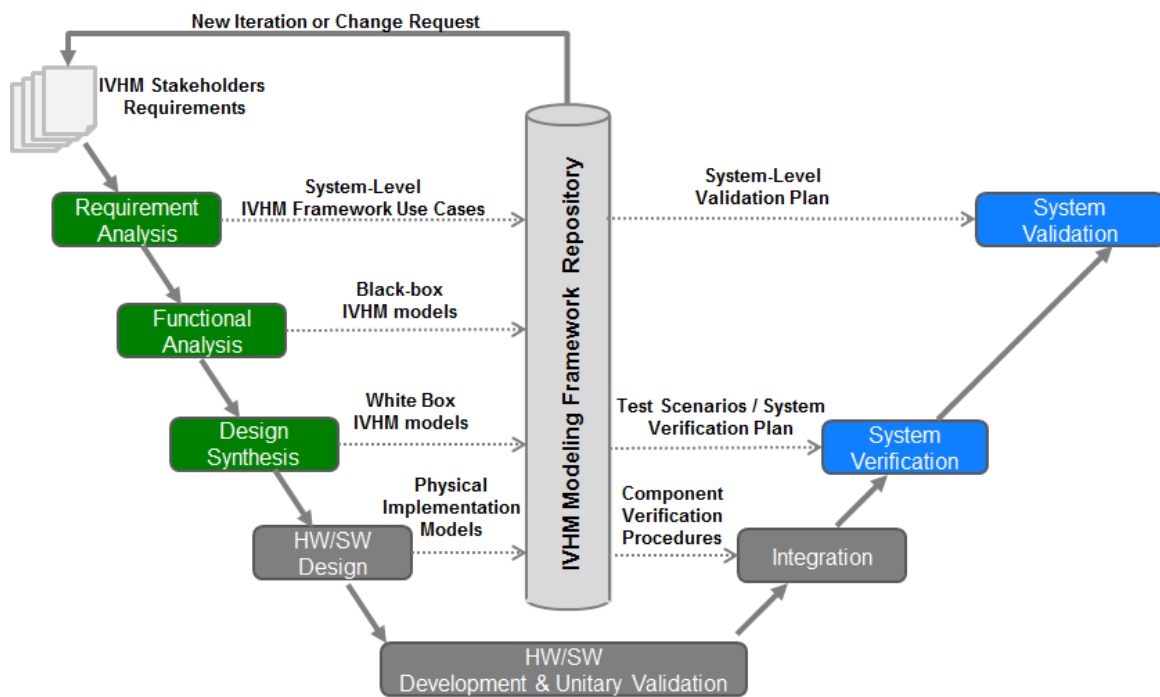 New Iteration or Change Request
IVHM Stakeholders
Requirements
Requirement
Analysis
System-Level
IVHM Framework Use Cases
System-Level
Validation Plan
System
Validation
Functional
Analysis
Black-box
IVHM models
IVHM Modeling Framework Repository
Design
Synthesis
White Box
IVHM models
Test Scenarios / System
Verification Plan
System
Verification
HW/SW
Design
Physical
Implementation
Models
Component
Verification
Procedures
Integration
HW/SW
Development & Unitary Validation